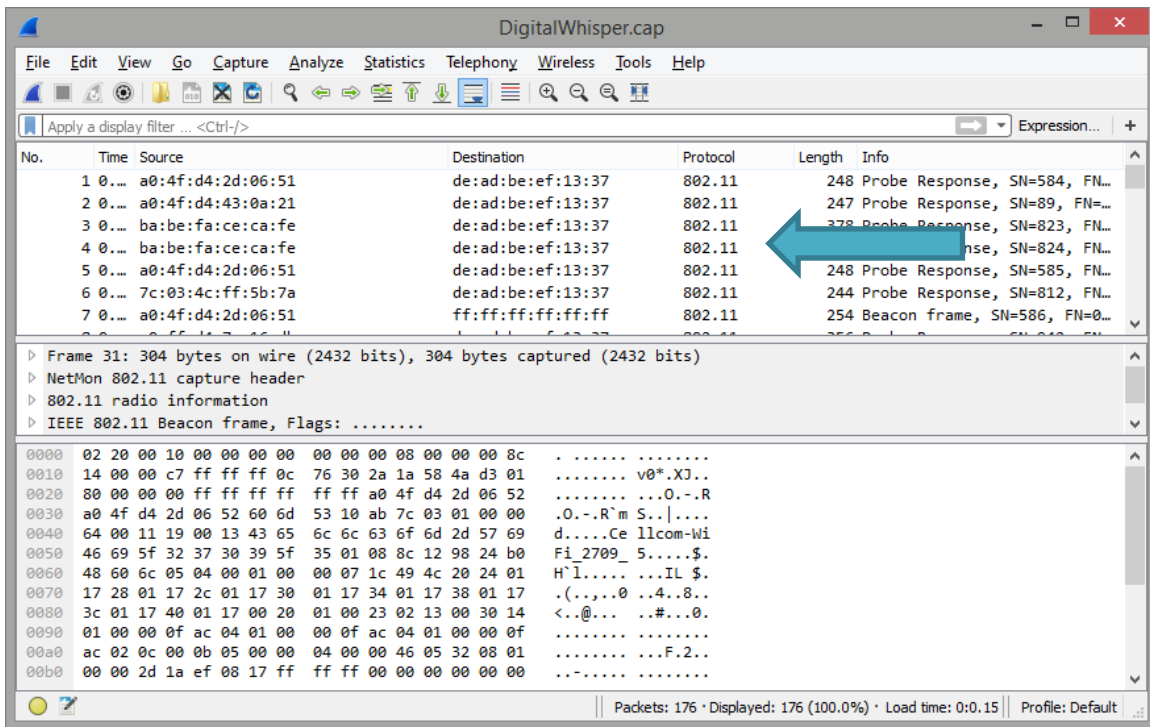 DigitalWhisper.cap
File Edit View Go Capture Analyze Statistics Telephony Wireless Tools Help
Apply a display filter ... <Ctrl-/> Expression... +
No. Time Source Destination Protocol Length Info
1 0.… a0:4f:d4:2d:06:51 de:ad:be:ef:13:37 802.11 248 Probe Response, SN=584, FN…
2 0.… a0:4f:d4:43:0a:21 de:ad:be:ef:13:37 802.11 247 Probe Response, SN=89, FN=…
3 0.… ba:be:fa:ce:ca:fe de:ad:be:ef:13:37 802.11 378 Probe Response, SN=823, FN…
4 0.… ba:be:fa:ce:ca:fe de:ad:be:ef:13:37 802.11 nse, SN=824, FN…
5 0.… a0:4f:d4:2d:06:51 de:ad:be:ef:13:37 802.11 248 Probe Response, SN=585, FN…
6 0.… 7c:03:4c:ff:5b:7a de:ad:be:ef:13:37 802.11 244 Probe Response, SN=812, FN…
7 0.… a0:4f:d4:2d:06:51 ff:ff:ff:ff:ff:ff 802.11 254 Beacon frame, SN=586, FN=0…
Frame 31: 304 bytes on wire (2432 bits), 304 bytes captured (2432 bits)
NetMon 802.11 capture header
802.11 radio information
IEEE 802.11 Beacon frame, Flags: ........
0000 02 20 00 10 00 00 00 00 00 00 00 08 00 00 00 8c . ...... ........
0010 14 00 00 c7 ff ff ff 0c 76 30 2a 1a 58 4a d3 01 ........ v0*.XJ..
0020 80 00 00 00 ff ff ff ff ff ff a0 4f d4 2d 06 52 ........ ...O.-.R
0030 a0 4f d4 2d 06 52 60 6d 53 10 ab 7c 03 01 00 00 .O.-.R`m S..|....
0040 64 00 11 19 00 13 43 65 6c 6c 63 6f 6d 2d 57 69 d.....Ce llcom-Wi
0050 46 69 5f 32 37 30 39 5f 35 01 08 8c 12 98 24 b0 Fi_2709_ 5.....$.
0060 48 60 6c 05 04 00 01 00 00 07 1c 49 4c 20 24 01 H`l..... ...IL $.
0070 17 28 01 17 2c 01 17 30 01 17 34 01 17 38 01 17 .(..,..0 ..4..8..
0080 3c 01 17 40 01 17 00 20 01 00 23 02 13 00 30 14 <..@... ..#...0.
0090 01 00 00 0f ac 04 01 00 00 0f ac 04 01 00 00 0f ........ ........
00a0 ac 02 0c 00 0b 05 00 00 04 00 00 46 05 32 08 01 ........ ...F.2..
00b0 00 00 2d 1a ef 08 17 ff ff ff 00 00 00 00 00 00 ..-..... ........
Packets: 176 · Displayed: 176 (100.0%) · Load time: 0:0.15 Profile: Default